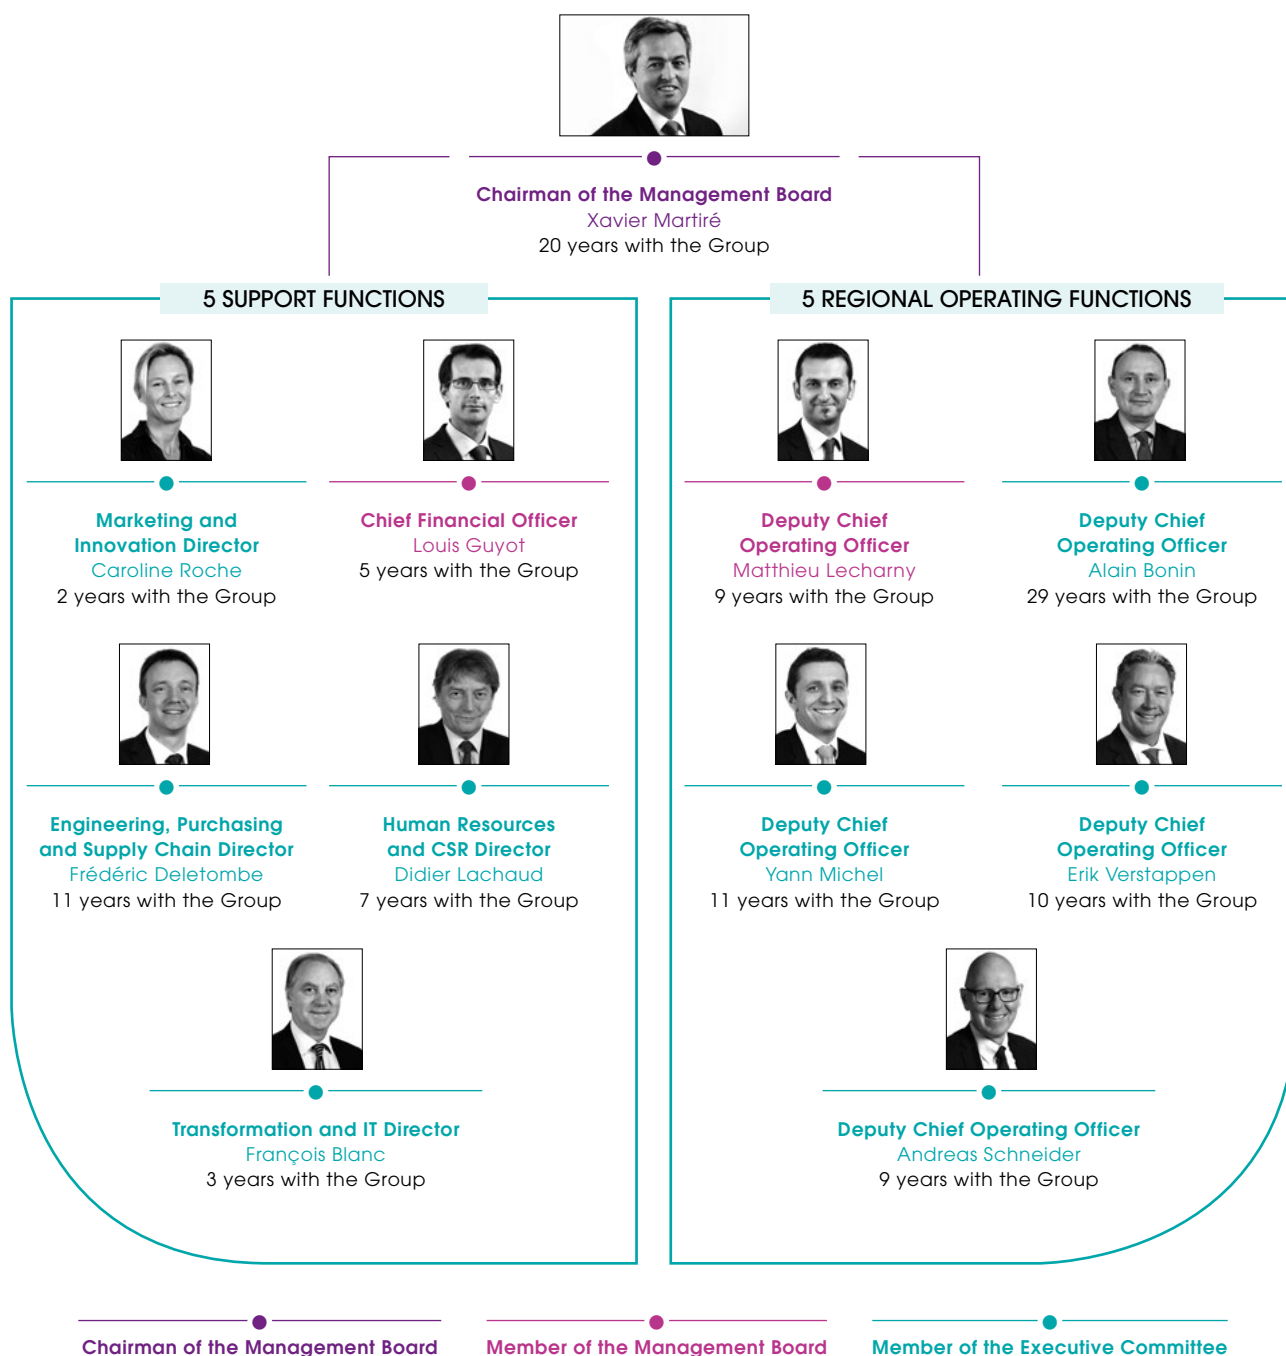 Chairman of the Management Board
Xavier Martiré
20 years with the Group
5 SUPPORT FUNCTIONS
Marketing and
Innovation Director
Caroline Roche
2 years with the Group
Chief Financial Officer
Louis Guyot
5 years with the Group
Engineering, Purchasing
and Supply Chain Director
Frédéric Deletombe
11 years with the Group
Human Resources
and CSR Director
Didier Lachaud
7 years with the Group
Transformation and IT Director
François Blanc
3 years with the Group
5 REGIONAL OPERATING FUNCTIONS
Deputy Chief
Operating Officer
Matthieu Lecharny
9 years with the Group
Deputy Chief
Operating Officer
Alain Bonin
29 years with the Group
Deputy Chief
Operating Officer
Yann Michel
11 years with the Group
Deputy Chief
Operating Officer
Erik Verstappen
10 years with the Group
Deputy Chief Operating Officer
Andreas Schneider
9 years with the Group
Chairman of the Management Board
Member of the Management Board
Member of the Executive Committee